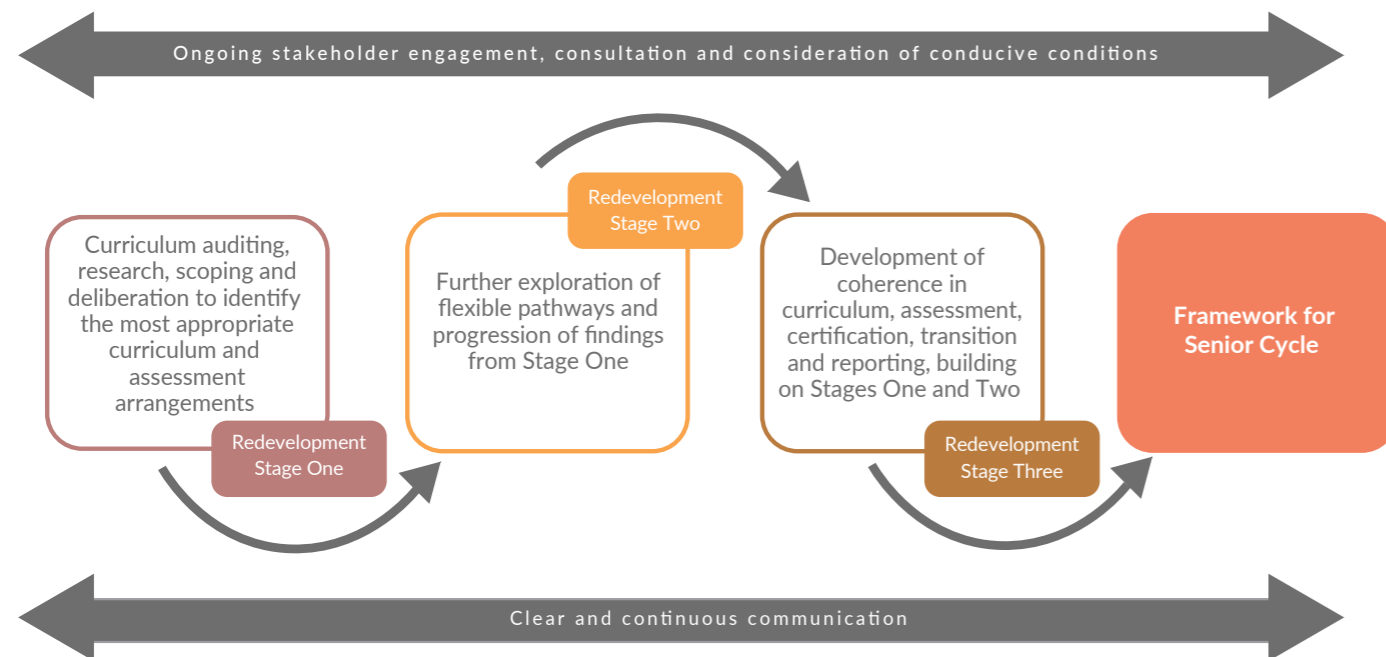 Ongoing stakeholder engagement, consultation and consideration of conducive conditions
Curriculum auditing,
research, scoping and
deliberation to identify
the most appropriate
curriculum and
assessment
arrangements
Redevelopment
Stage One
Redevelopment
Stage Two
Further exploration of
flexible pathways and
progression of findings
from Stage One
Development of
coherence in
curriculum, assessment,
certification, transition
and reporting, building
on Stages One and Two
Redevelopment
Stage Three
Framework for
Senior Cycle
Clear and continuous communication